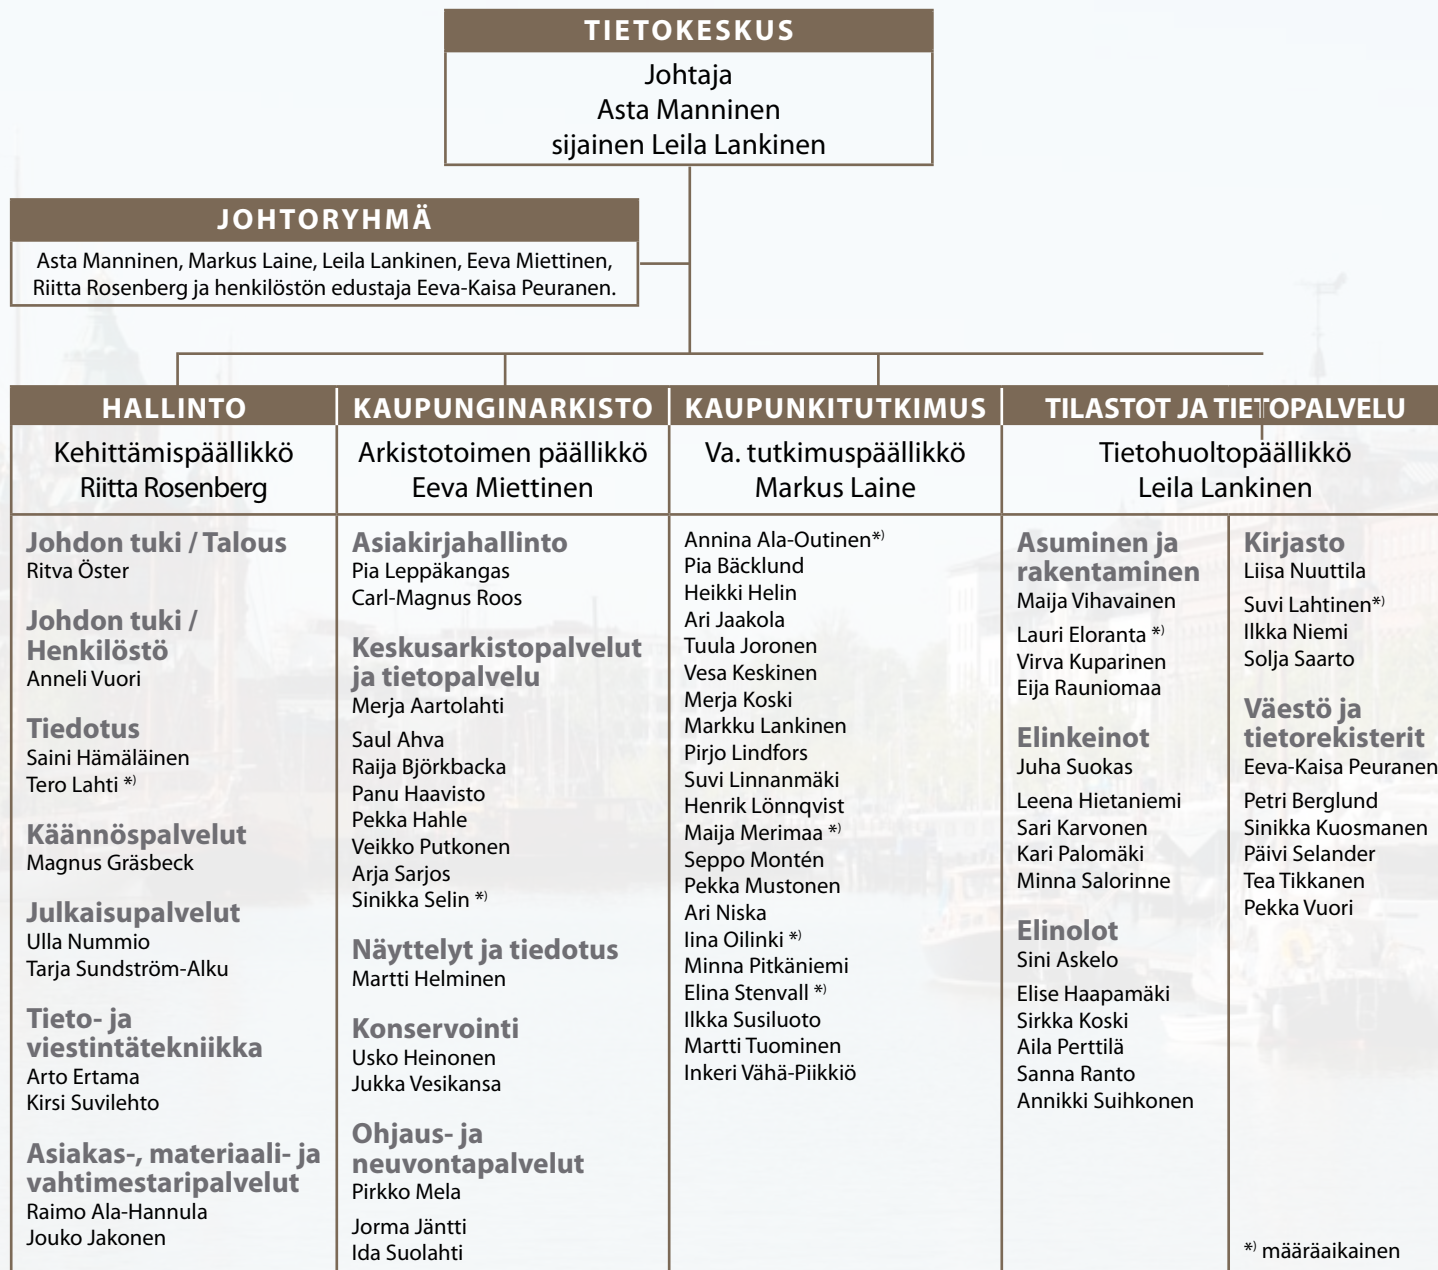 TIETOKESKUS
Johtaja
Asta Manninen
sijainen Leila Lankinen
JOHTORYHMÄ
Asta Manninen, Markus Laine, Leila Lankinen, Eeva Miettinen,
Riitta Rosenberg ja henkilöstön edustaja Eeva-Kaisa Peuranen.
HALLINTO
Kehittämispäällikkö
Riitta Rosenberg
Johdon tuki / Talous
Ritva Öster
Johdon tuki /
Henkilöstö
Anneli Vuori
Tiedotus
Saini Hämäläinen
Tero Lahti *)
Käännöspalvelut
Magnus Gräsbeck
Julkaisupalvelut
Ulla Nummio
Tarja Sundström-Alku
Tieto- ja
viestintätekniikka
Arto Ertama
Kirsi Suvilehto
Asiakas-, materiaali- ja
vahtimestaripalvelut
Raimo Ala-Hannula
Jouko Jakonen
KAUPUNGINARKISTO
Arkistotoimen päällikkö
Eeva Miettinen
Asiakirjahallinto
Pia Leppäkangas
Carl-Magnus Roos
Keskusarkistopalvelut
ja tietopalvelu
Merja Aartolahti
Saul Ahva
Raija Björkbacka
Panu Haavisto
Pekka Hahle
Veikko Putkonen
Arja Sarjos
Sinikka Selin *)
Näyttelyt ja tiedotus
Martti Helminen
Konservointi
Usko Heinonen
Jukka Vesikansa
Ohjaus- ja
neuvontapalvelut
Pirkko Mela
Jorma Jäntti
Ida Suolahti
KAUPUNKITUTKIMUS
Va. tutkimuspäällikkö
Markus Laine
Annina Ala-Outinen*)
Pia Bäcklund
Heikki Helin
Ari Jaakola
Tuula Joronen
Vesa Keskinen
Merja Koski
Markku Lankinen
Pirjo Lindfors
Suvi Linnanmäki
Henrik Lönnqvist
Maija Merimaa *)
Seppo Montén
Pekka Mustonen
Ari Niska
Iina Oilinki *)
Minna Pitkäniemi
Elina Stenvall *)
Ilkka Susiluoto
Martti Tuominen
Inkeri Vähä-Piikkiö
TILASTOT JA TIETOPALVELU
Tietohuoltopäällikkö
Leila Lankinen
Asuminen ja
rakentaminen
Maija Vihavainen
Lauri Eloranta *)
Virva Kuparinen
Eija Rauniomaa
Elinkeinot
Juha Suokas
Leena Hietaniemi
Sari Karvonen
Kari Palomäki
Minna Salorinne
Elinolot
Sini Askelo
Elise Haapamäki
Sirkka Koski
Aila Perttilä
Sanna Ranto
Annikki Suihkonen
Kirjasto
Liisa Nuuttila
Suvi Lahtinen*)
Ilkka Niemi
Solja Saarto
Väestö ja
tietorekisterit
Eeva-Kaisa Peuranen
Petri Berglund
Sinikka Kuosmanen
Päivi Selander
Tea Tikkanen
Pekka Vuori
*) määräaikainen